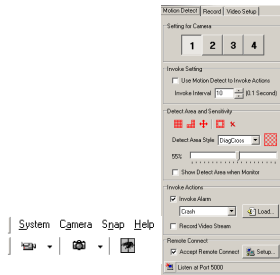 Motion Detect Record Video Setup
Setting for Camera
1 2 3 4
Invoke Setting
Use Motion Detect to Invoke Actions
Invoke Interval 10 (0.1 Second)
Detect Area and Sensitivity
Detect Area Style DiagCross
55%
Show Detect Area when Monitor
Invoke Actions
Invoke Alarm
Crash Load...
Record Video Stream
Remote Connect
Accept Remote Connect Setup...
Listen at Port 5000
System Camera Snap Help